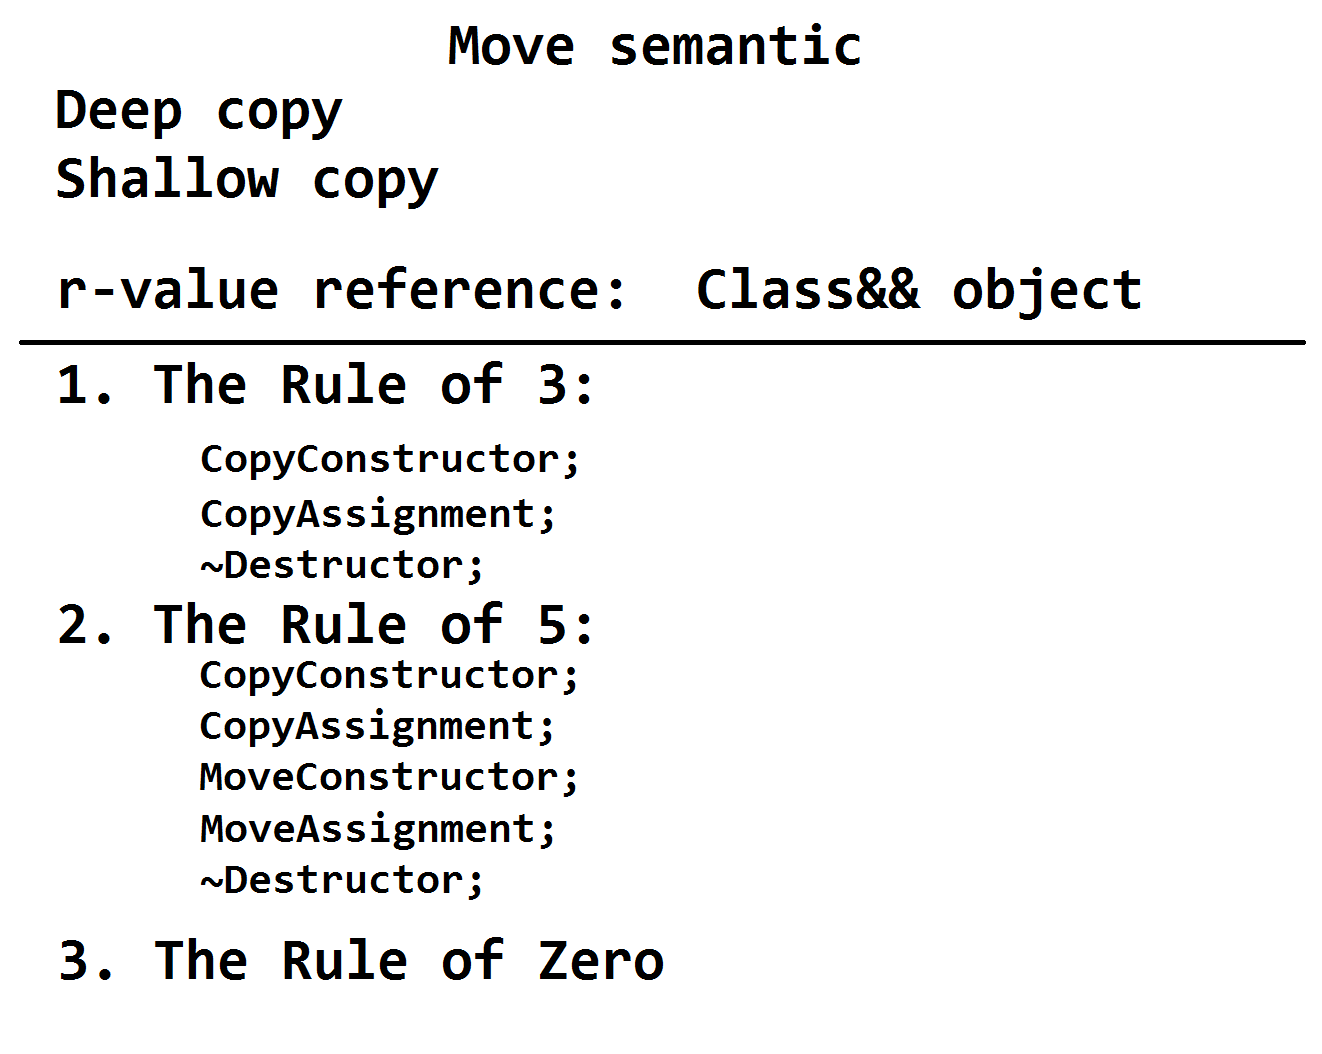 Move semantic
Deep copy
Shallow copy
r-value reference: Class&& object
1. The Rule of 3:
CopyConstructor;
CopyAssignment;
~Destructor;
2. The Rule of 5:
CopyConstructor;
CopyAssignment;
MoveConstructor;
MoveAssignment;
~Destructor;
3. The Rule of Zero